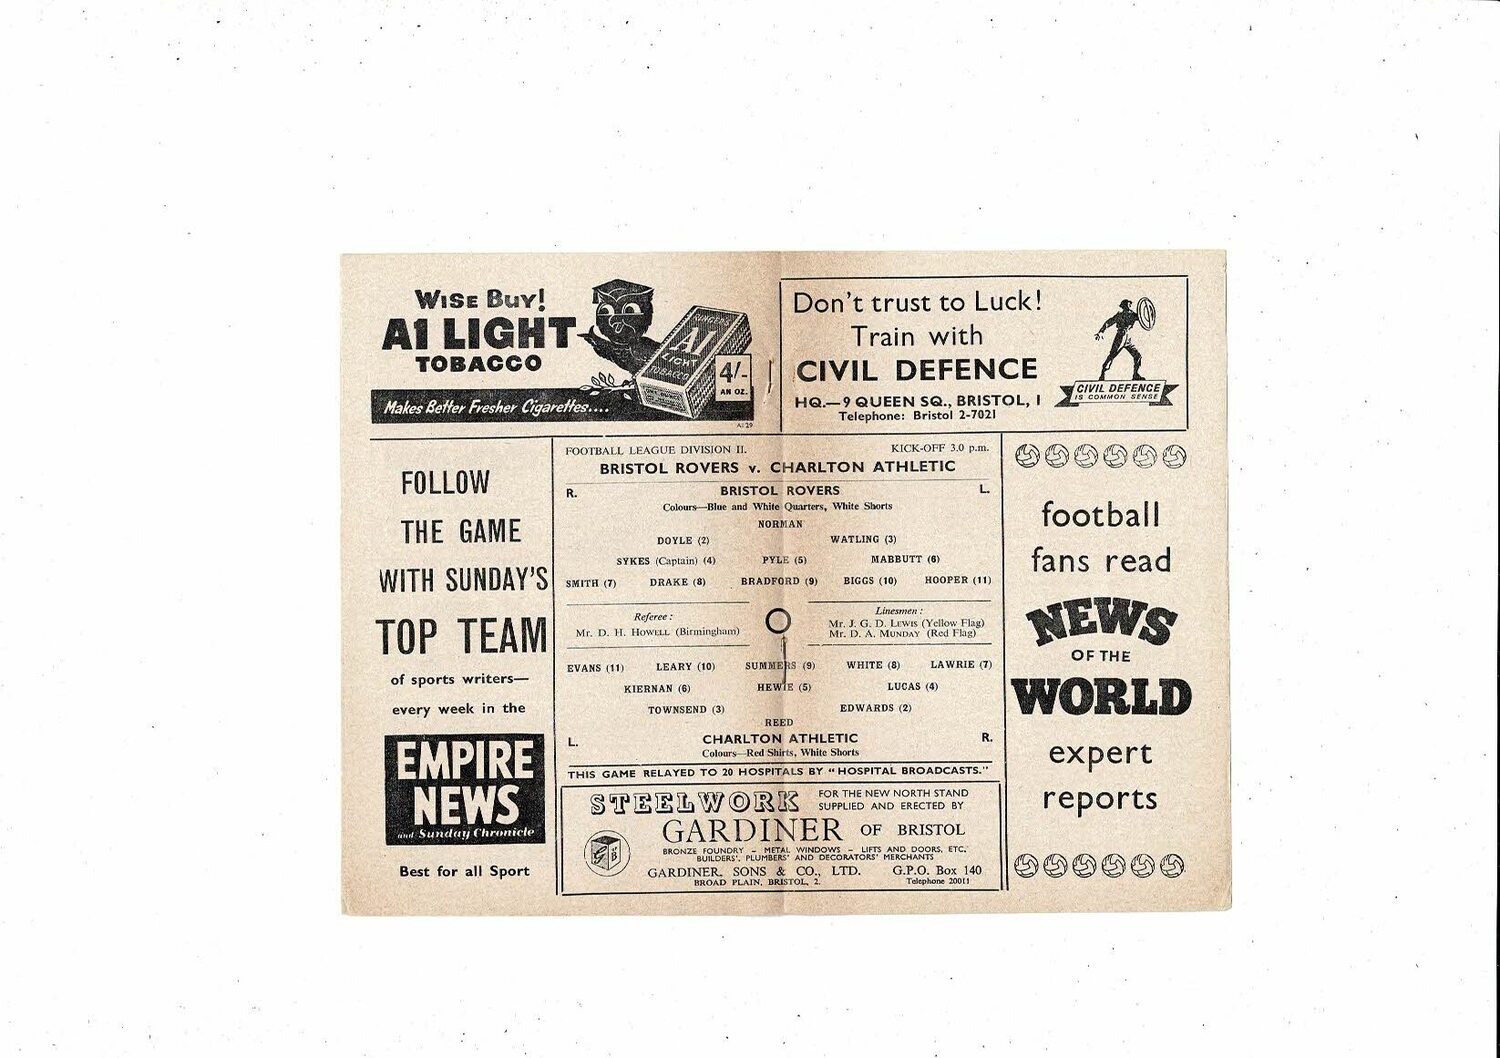 WISE BUY!
A1 LIGHT
TOBACCO
RINGERS
A1
LIGHT
TOBACCO
4/-
AN OZ.
Makes Better Fresher Cigarettes....
A1 29
Don't trust to Luck!
Train with
CIVIL DEFENCE
HQ.—9 QUEEN SQ., BRISTOL, 1
Telephone: Bristol 2-7021
CIVIL DEFENCE
IS COMMON SENSE
FOLLOW
THE GAME
WITH SUNDAY'S
TOP TEAM
of sports writers—
every week in the
EMPIRE
NEWS
and Sunday Chronicle
Best for all Sport
FOOTBALL LEAGUE DIVISION II. KICK-OFF 3.0 p.m.
BRISTOL ROVERS v. CHARLTON ATHLETIC
R. BRISTOL ROVERS L.
Colours—Blue and White Quarters, White Shorts
NORMAN
DOYLE (2) WATLING (3)
SYKES (Captain) (4) PYLE (5) MABBUTT (6)
SMITH (7) DRAKE (8) BRADFORD (9) BIGGS (10) HOOPER (11)
Referee :
Mr. D. H. HOWELL (Birmingham)
Linesmen :
Mr. J. G. D. LEWIS (Yellow Flag)
Mr. D. A. MUNDAY (Red Flag)
EVANS (11) LEARY (10) SUMMERS (9) WHITE (8) LAWRIE (7)
KIERNAN (6) HEWIE (5) LUCAS (4)
TOWNSEND (3) EDWARDS (2)
REED
L. CHARLTON ATHLETIC R.
Colours—Red Shirts, White Shorts
THIS GAME RELAYED TO 20 HOSPITALS BY "HOSPITAL BROADCASTS."
STEELWORK FOR THE NEW NORTH STAND
SUPPLIED AND ERECTED BY
GARDINER OF BRISTOL
BRONZE FOUNDRY – METAL WINDOWS – LIFTS AND DOORS, ETC.
BUILDERS', PLUMBERS' AND DECORATORS' MERCHANTS
GARDINER, SONS & CO., LTD. G.P.O. Box 140
BROAD PLAIN, BRISTOL, 2. Telephone 20011
football
fans read
NEWS
OF THE
WORLD
expert
reports